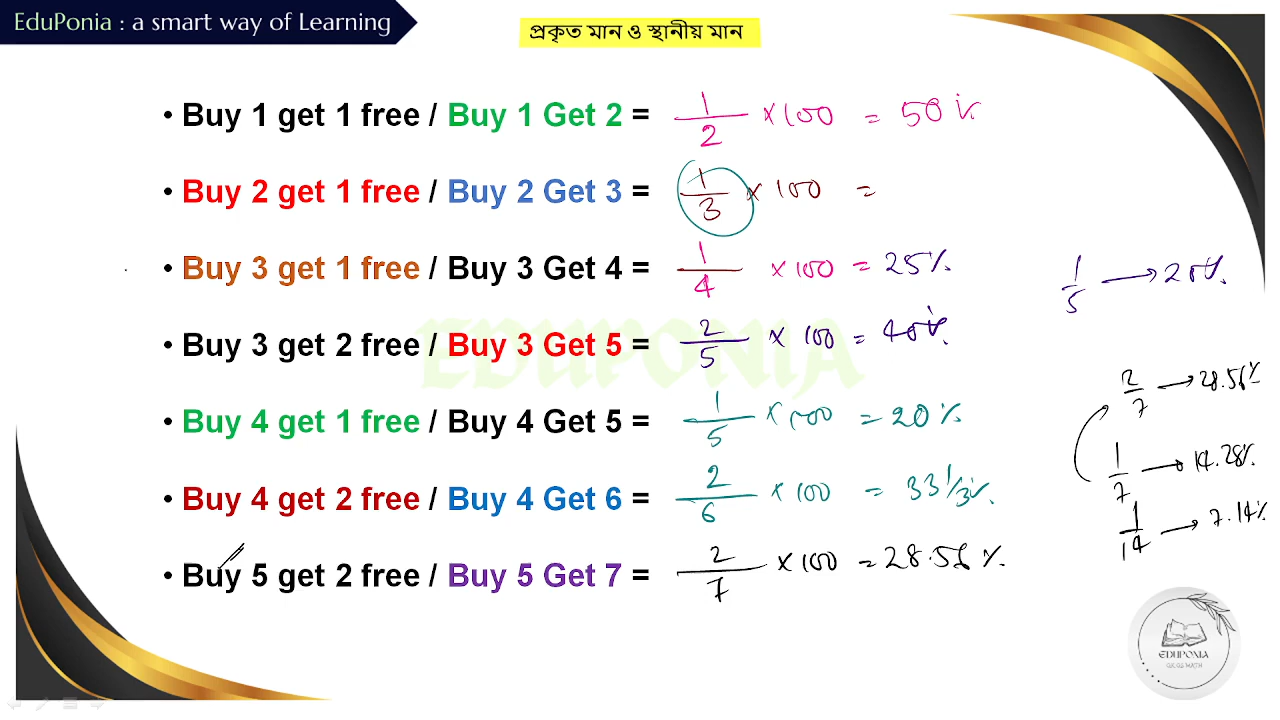 EduPonia : a smart way of Learning
প্রকৃত মান ও স্থানীয় মান
• Buy 1 get 1 free / Buy 1 Get 2 = 1/2 × 100 = 50%
• Buy 2 get 1 free / Buy 2 Get 3 = 1/3 × 100 =
• Buy 3 get 1 free / Buy 3 Get 4 = 1/4 × 100 = 25%
1/5 → 20%
• Buy 3 get 2 free / Buy 3 Get 5 = 2/5 × 100 = 40%
EDUPONIA
2/7 → 28.56%
• Buy 4 get 1 free / Buy 4 Get 5 = 1/5 × 100 = 20%
1/7 → 14.28%
• Buy 4 get 2 free / Buy 4 Get 6 = 2/6 × 100 = 33 1/3%
1/14 → 7.14%
• Buy 5 get 2 free / Buy 5 Get 7 = 2/7 × 100 = 28.56%
EDUPONIA